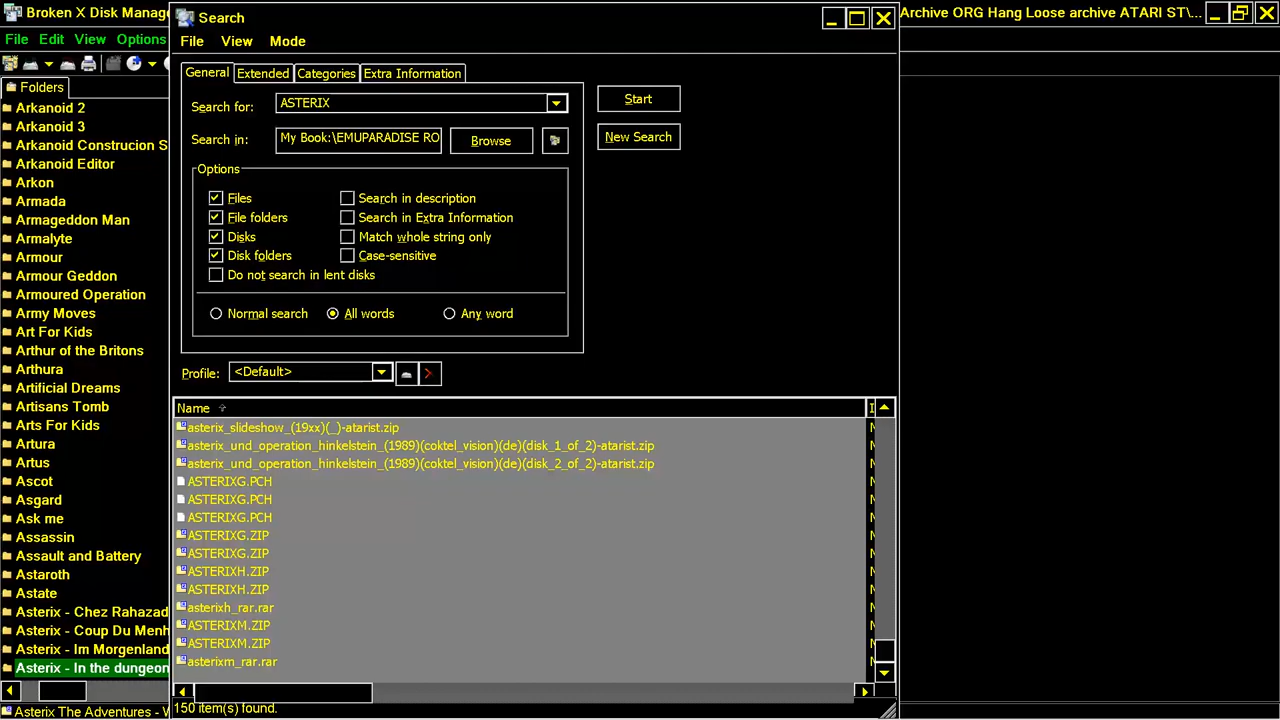 Broken X Disk Manag
Search
Archive ORG Hang Loose archive ATARI ST\...
File Edit View Options
File View Mode
Folders
Arkanoid 2
Arkanoid 3
Arkanoid Construcion S
Arkanoid Editor
Arkon
Armada
Armageddon Man
Armalyte
Armour
Armour Geddon
Armoured Operation
Army Moves
Art For Kids
Arthur of the Britons
Arthura
Artificial Dreams
Artisans Tomb
Arts For Kids
Artura
Artus
Ascot
Asgard
Ask me
Assassin
Assault and Battery
Astaroth
Astate
Asterix - Chez Rahazad
Asterix - Coup Du Menh
Asterix - Im Morgenland
Asterix - In the dungeon
Asterix The Adventures - W
General Extended Categories Extra Information
Search for: ASTERIX
Start
Search in: My Book:\EMUPARADISE RO Browse
New Search
Options
Files
Search in description
File folders
Search in Extra Information
Disks
Match whole string only
Disk folders
Case-sensitive
Do not search in lent disks
Normal search All words Any word
Profile: <Default>
Name
asterix_slideshow_(19xx)(_)-atarist.zip
asterix_und_operation_hinkelstein_(1989)(coktel_vision)(de)(disk_1_of_2)-atarist.zip
asterix_und_operation_hinkelstein_(1989)(coktel_vision)(de)(disk_2_of_2)-atarist.zip
ASTERIXG.PCH
ASTERIXG.PCH
ASTERIXG.PCH
ASTERIXG.ZIP
ASTERIXG.ZIP
ASTERIXH.ZIP
ASTERIXH.ZIP
asterixh_rar.rar
ASTERIXM.ZIP
ASTERIXM.ZIP
asterixm_rar.rar
150 item(s) found.